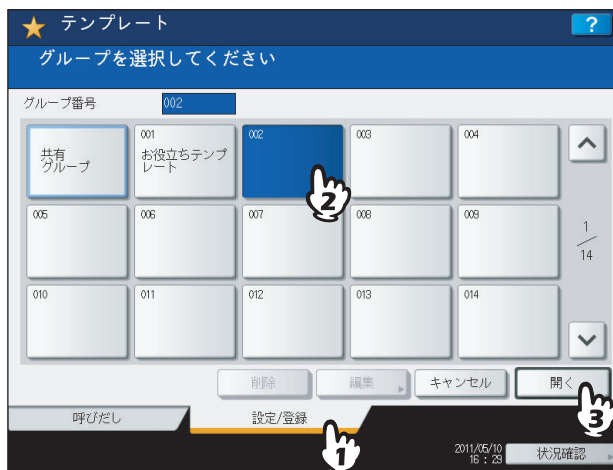 テンプレート
?
グループを選択してください
グループ番号
002
共有
グループ
001
お役立ちテンプ
レート
002
003
004
2
005
006
007
008
009
1
14
010
011
012
013
014
削除
編集
キャンセル
開く
3
呼びだし
設定/登録
1
2011/05/10
16 : 29
状況確認